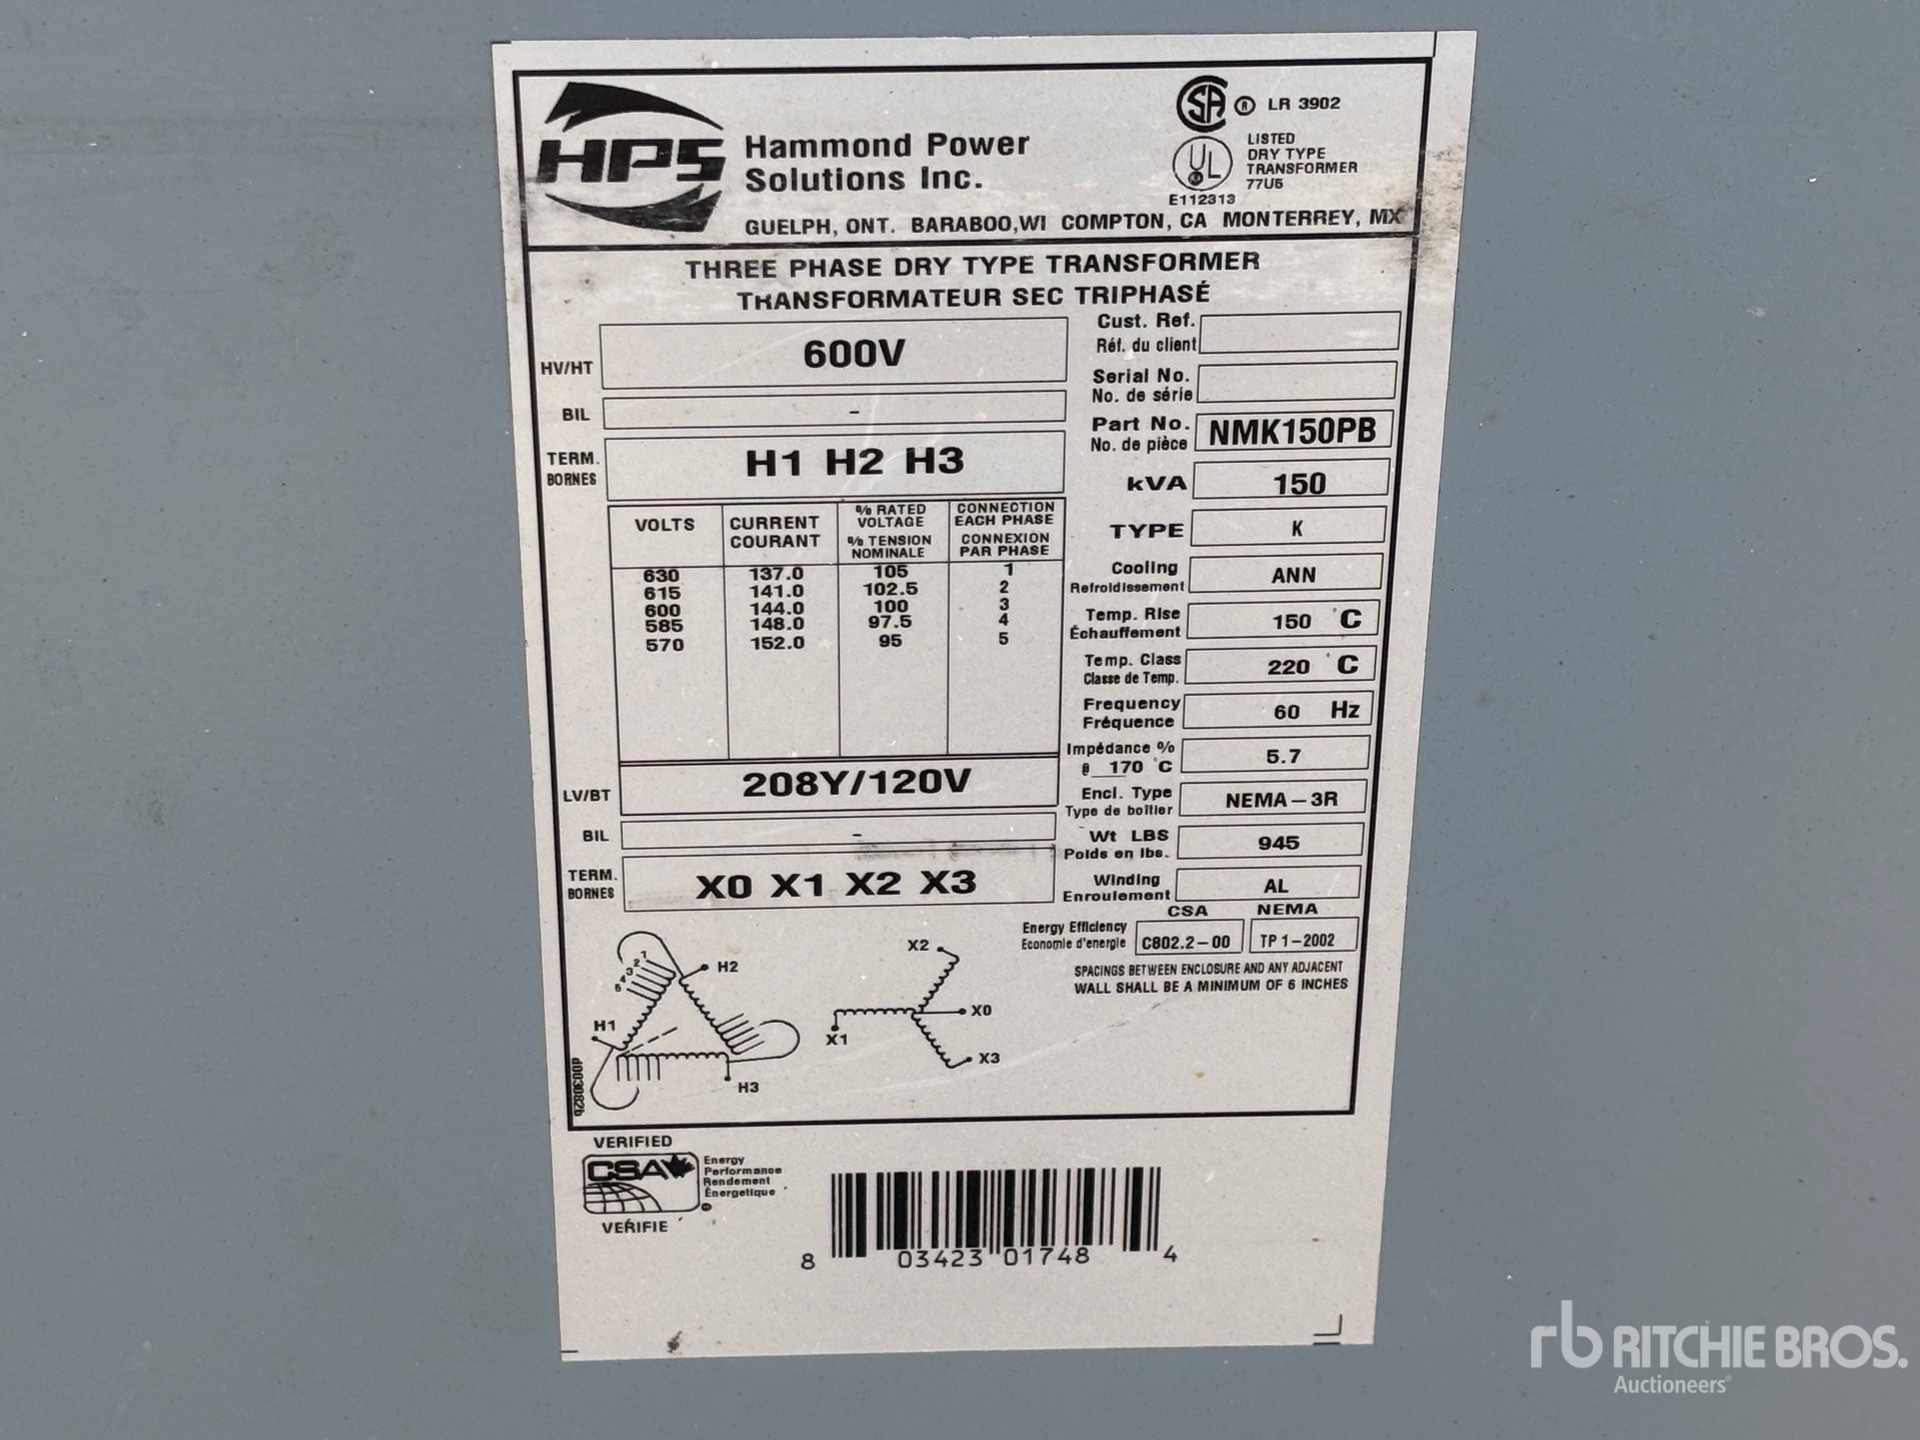 HPS
Hammond Power
Solutions Inc.
GUELPH, ONT. BARABOO,WI COMPTON, CA MONTERREY, MX
SA ® LR 3902
UL
LISTED
DRY TYPE
TRANSFORMER
77U6
E112313
THREE PHASE DRY TYPE TRANSFORMER
TRANSFORMATEUR SEC TRIPHASÉ
HV/HT 600V
BIL -
TERM.
BORNES
H1 H2 H3
VOLTS
CURRENT
COURANT
% RATED
VOLTAGE
% TENSION
NOMINALE
CONNECTION
EACH PHASE
CONNEXION
PAR PHASE
630 137.0 105 1
615 141.0 102.5 2
600 144.0 100 3
585 148.0 97.5 4
570 152.0 95 5
LV/BT 208Y/120V
BIL -
TERM.
BORNES
X0 X1 X2 X3
Cust. Ref.
Réf. du client
Serial No.
No. de série
Part No.
No. de pièce
NMK150PB
kVA 150
TYPE K
Cooling
Refroidissement
ANN
Temp. Rise
Échauffement
150 °C
Temp. Class
Classe de Temp.
220 °C
Frequency
Fréquence
60 Hz
Impédance %
@ 170 °C
5.7
Encl. Type
Type de boîtier
NEMA-3R
Wt LBS
Poids en lbs.
945
Winding
Enroulement
AL
CSA NEMA
Energy Efficiency
Economie d'energie
C802.2-00 TP 1-2002
SPACINGS BETWEEN ENCLOSURE AND ANY ADJACENT
WALL SHALL BE A MINIMUM OF 6 INCHES
1
2
3
4
5
H2
H1
H3
X2
X0
X1
X3
d003082b
VERIFIED
CSA
Energy
Performance
Rendement
Énergetique
VERIFIE
8 03423 01748 4
rb RITCHIE BROS.
Auctioneers